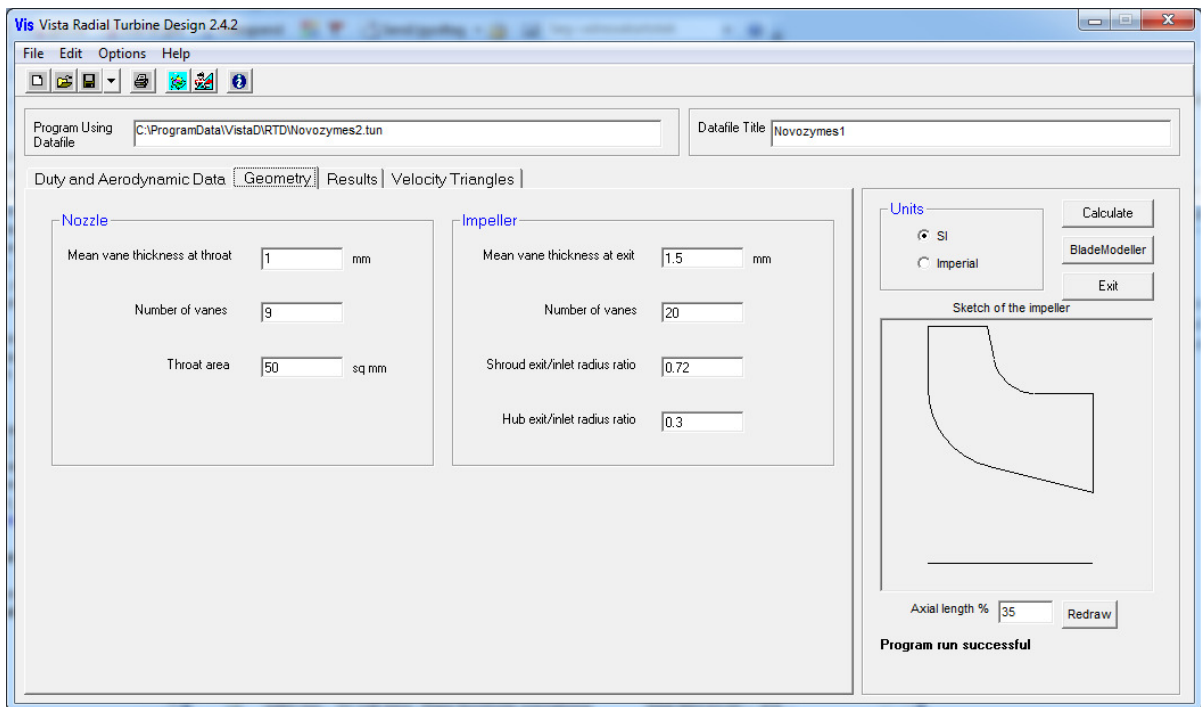 Vis Vista Radial Turbine Design 2.4.2
File Edit Options Help
Program Using Datafile C:\ProgramData\VistaD\RTD\Novozymes2.tun
Datafile Title Novozymes1
Duty and Aerodynamic Data Geometry Results Velocity Triangles
Nozzle
Mean vane thickness at throat 1 mm
Number of vanes 9
Throat area 50 sq mm
Impeller
Mean vane thickness at exit 1.5 mm
Number of vanes 20
Shroud exit/inlet radius ratio 0.72
Hub exit/inlet radius ratio 0.3
Units
SI
Imperial
Calculate
BladeModeller
Exit
Sketch of the impeller
Axial length % 35 Redraw
Program run successful